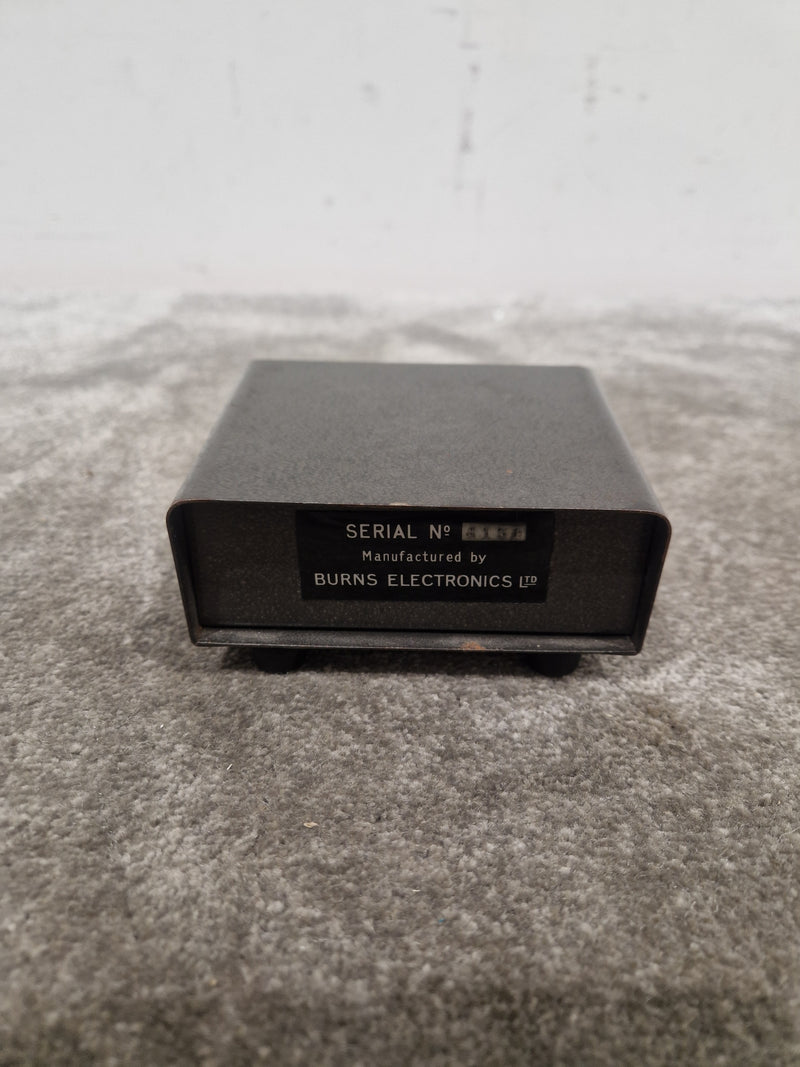 SERIAL Nº
Manufactured by
BURNS ELECTRONICS LTD